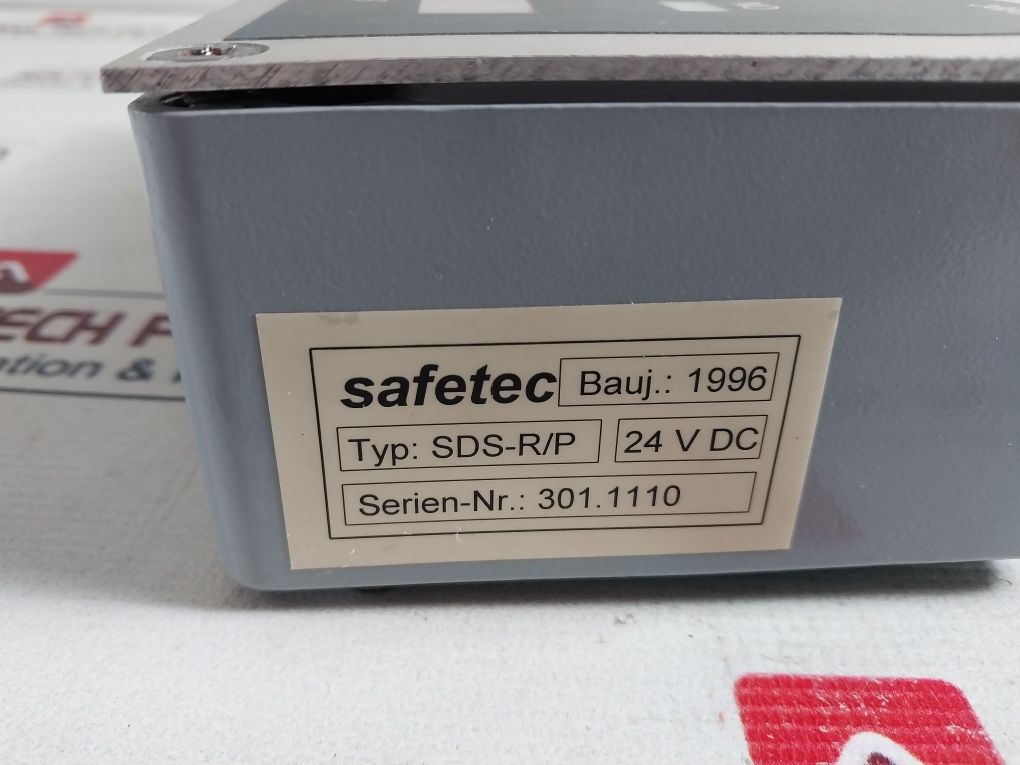 safetec Bauj.: 1996
Typ: SDS-R/P 24 V DC
Serien-Nr.: 301.1110